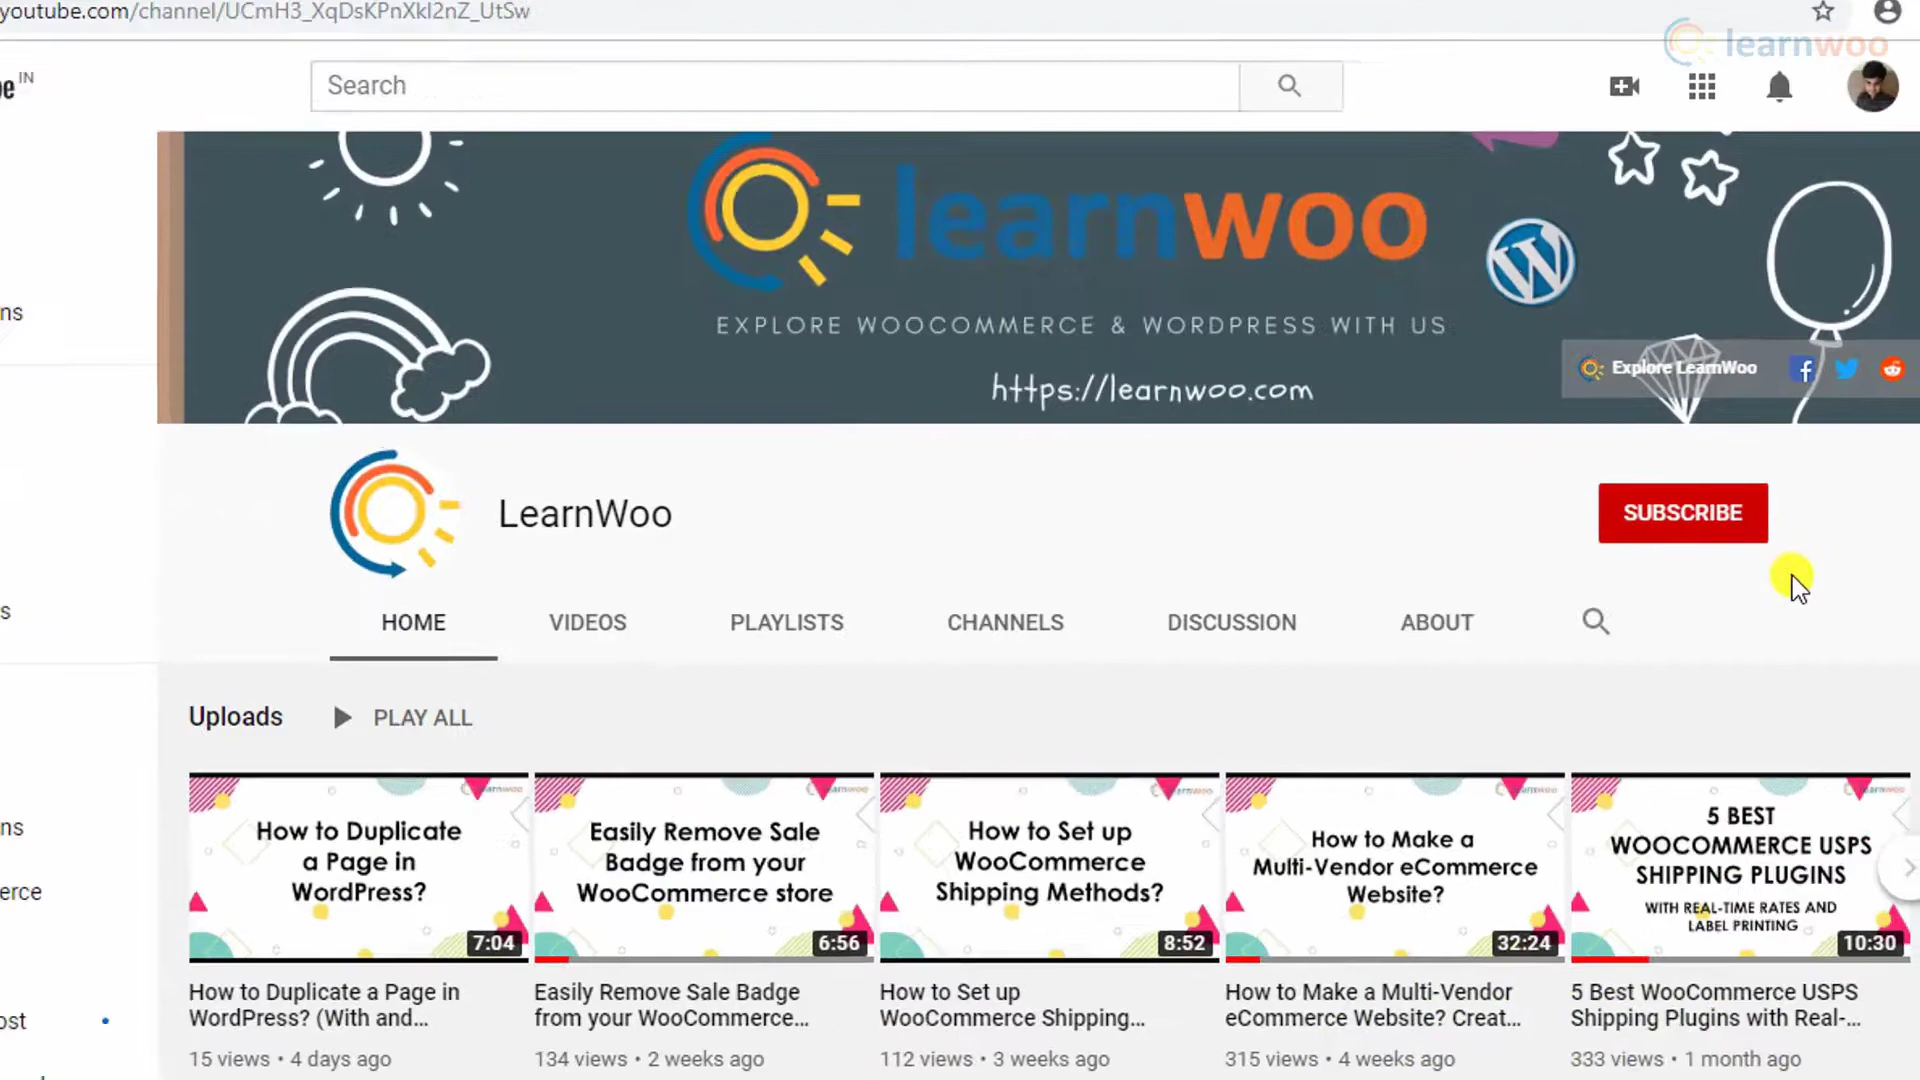 youtube.com/channel/UCmH3_XqDsKPnXkI2nZ_UtSw
learnwoo
IN
Search
learnwoo
EXPLORE WOOCOMMERCE & WORDPRESS WITH US
https://learnwoo.com
Explore LearnWoo
LearnWoo
SUBSCRIBE
HOME VIDEOS PLAYLISTS CHANNELS DISCUSSION ABOUT
Uploads PLAY ALL
How to Duplicate
a Page in
WordPress?
7:04
Easily Remove Sale
Badge from your
WooCommerce store
6:56
How to Set up
WooCommerce
Shipping Methods?
8:52
How to Make a
Multi-Vendor eCommerce
Website?
32:24
5 BEST
WOOCOMMERCE USPS
SHIPPING PLUGINS
WITH REAL-TIME RATES AND
LABEL PRINTING
10:30
How to Duplicate a Page in
WordPress? (With and...
15 views • 4 days ago
Easily Remove Sale Badge
from your WooCommerce...
134 views • 2 weeks ago
How to Set up
WooCommerce Shipping...
112 views • 3 weeks ago
How to Make a Multi-Vendor
eCommerce Website? Creat...
315 views • 4 weeks ago
5 Best WooCommerce USPS
Shipping Plugins with Real-...
333 views • 1 month ago